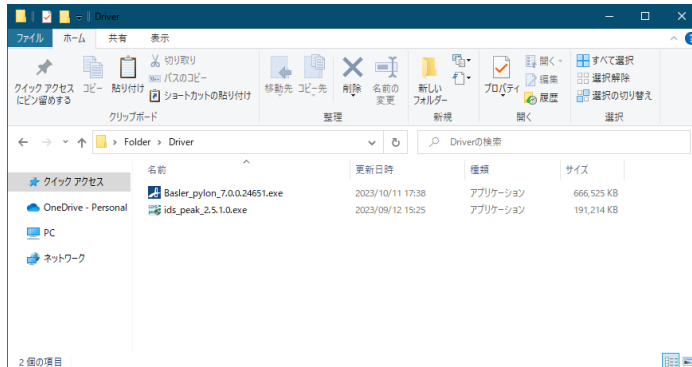 Driver
ファイル ホーム 共有 表示
クイック アクセスにピン留めする
コピー
貼り付け
切り取り
パスのコピー
ショートカットの貼り付け
クリップボード
移動先 コピー先 削除 名前の変更
整理
新しいフォルダー
新規
プロパティ
開く
編集
履歴
開く
すべて選択
選択解除
選択の切り替え
選択
Folder > Driver
Driverの検索
名前 更新日時 種類 サイズ
クイック アクセス
OneDrive - Personal
PC
ネットワーク
Basler_pylon_7.0.0.24651.exe 2023/10/11 17:38 アプリケーション 666,525 KB
ids_peak_2.5.1.0.exe 2023/09/12 15:25 アプリケーション 191,214 KB
2 個の項目